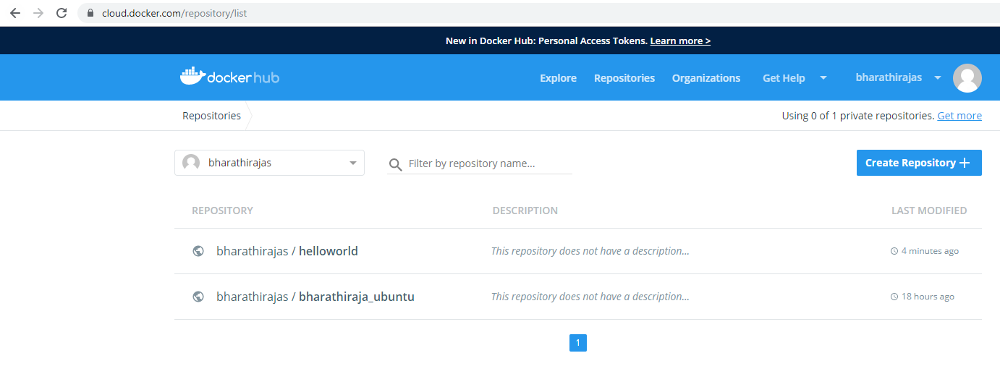 cloud.docker.com/repository/list
New in Docker Hub: Personal Access Tokens. Learn more >
docker hub Explore Repositories Organizations Get Help bharathirajas
Repositories Using 0 of 1 private repositories. Get more
bharathirajas Filter by repository name... Create Repository +
REPOSITORY DESCRIPTION LAST MODIFIED
bharathirajas / helloworld This repository does not have a description... 4 minutes ago
bharathirajas / bharathiraja_ubuntu This repository does not have a description... 18 hours ago
1